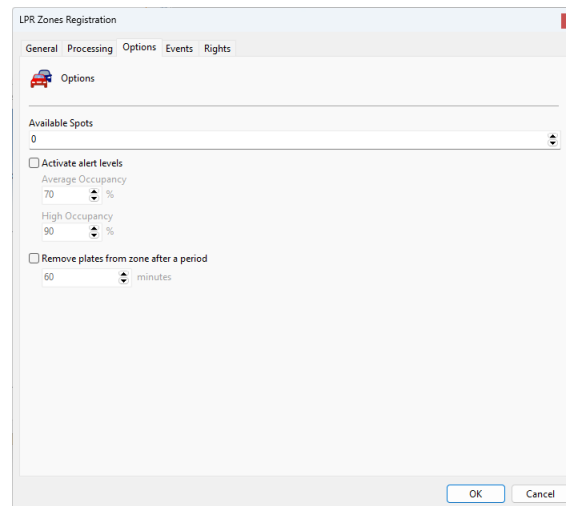 LPR Zones Registration
General Processing Options Events Rights
Options
Available Spots
0
Activate alert levels
Average Occupancy
70 %
High Occupancy
90 %
Remove plates from zone after a period
60 minutes
OK Cancel